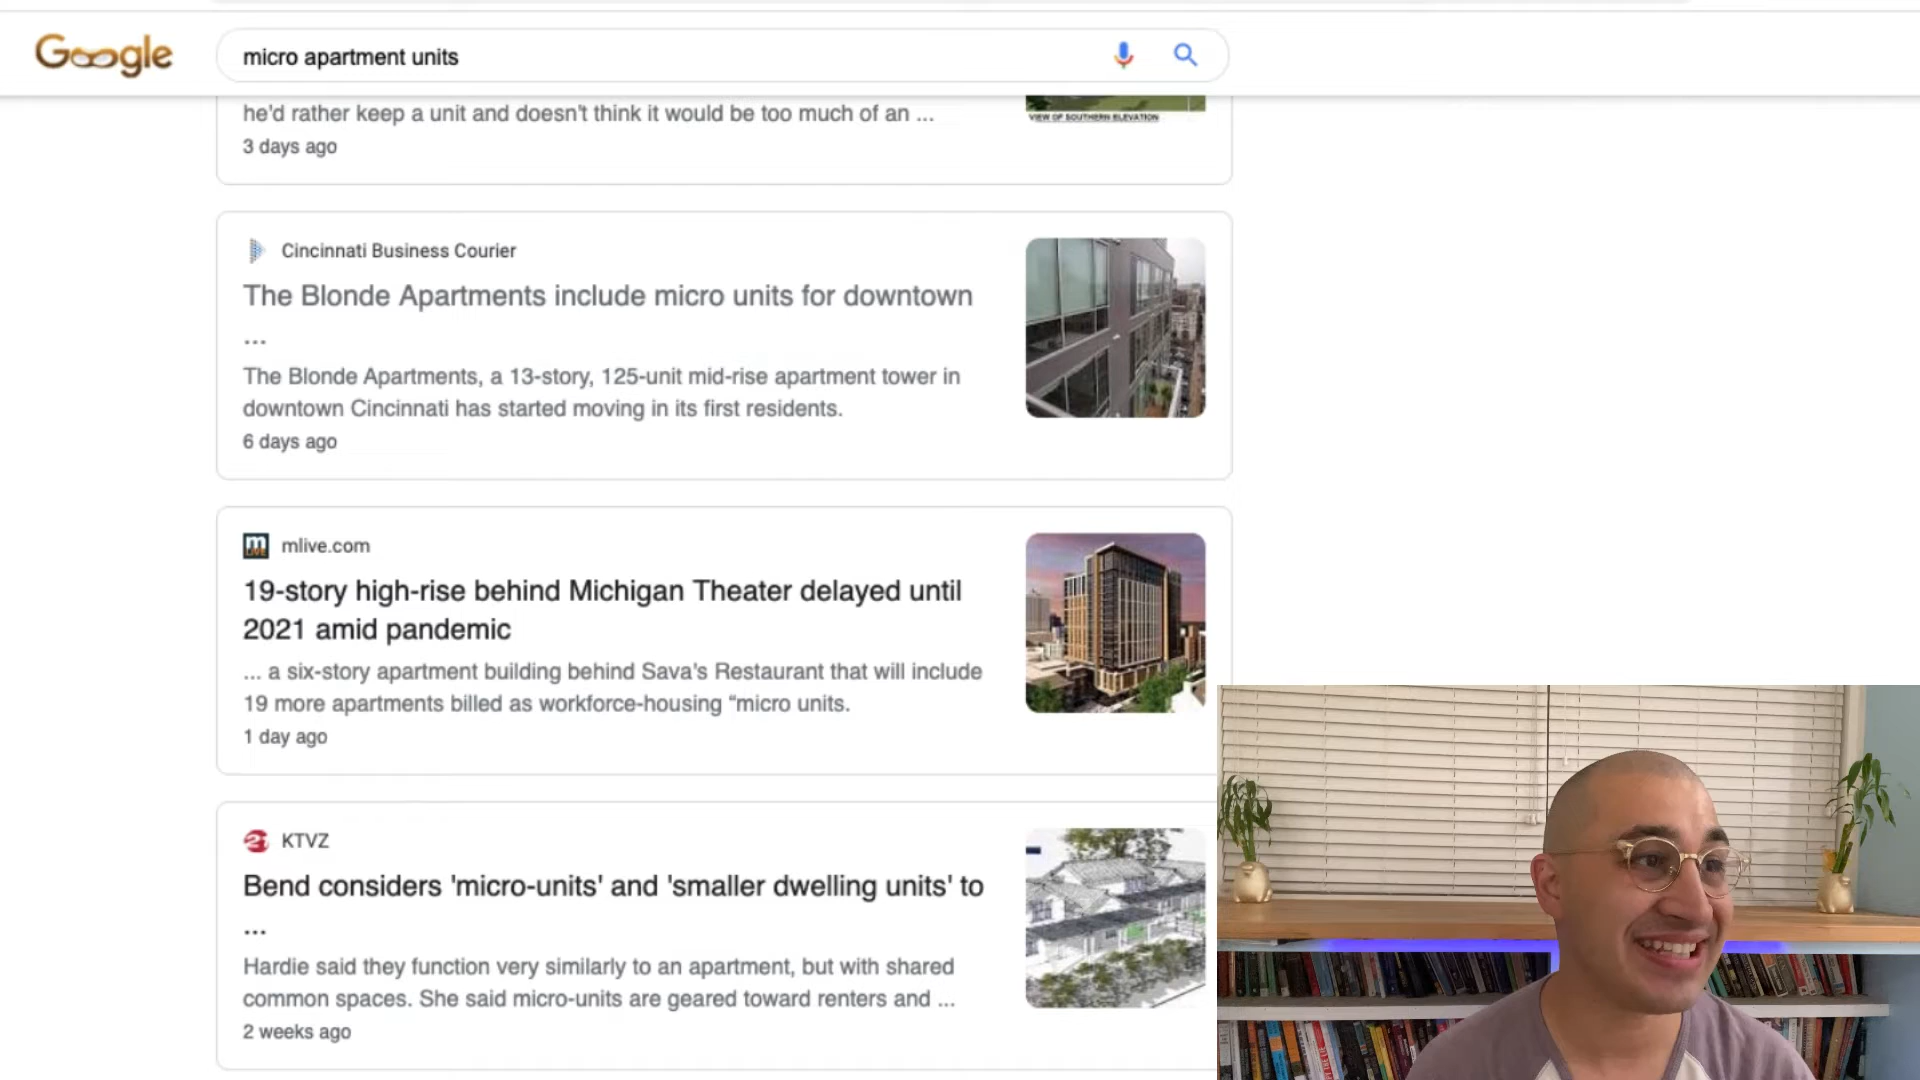 Google
micro apartment units
he'd rather keep a unit and doesn't think it would be too much of an ...
3 days ago
VIEW OF SOUTHERN ELEVATION
Cincinnati Business Courier
The Blonde Apartments include micro units for downtown
...
The Blonde Apartments, a 13-story, 125-unit mid-rise apartment tower in
downtown Cincinnati has started moving in its first residents.
6 days ago
mlive.com
19-story high-rise behind Michigan Theater delayed until
2021 amid pandemic
... a six-story apartment building behind Sava's Restaurant that will include
19 more apartments billed as workforce-housing “micro units.
1 day ago
21 KTVZ
Bend considers 'micro-units' and 'smaller dwelling units' to
...
Hardie said they function very similarly to an apartment, but with shared
common spaces. She said micro-units are geared toward renters and ...
2 weeks ago